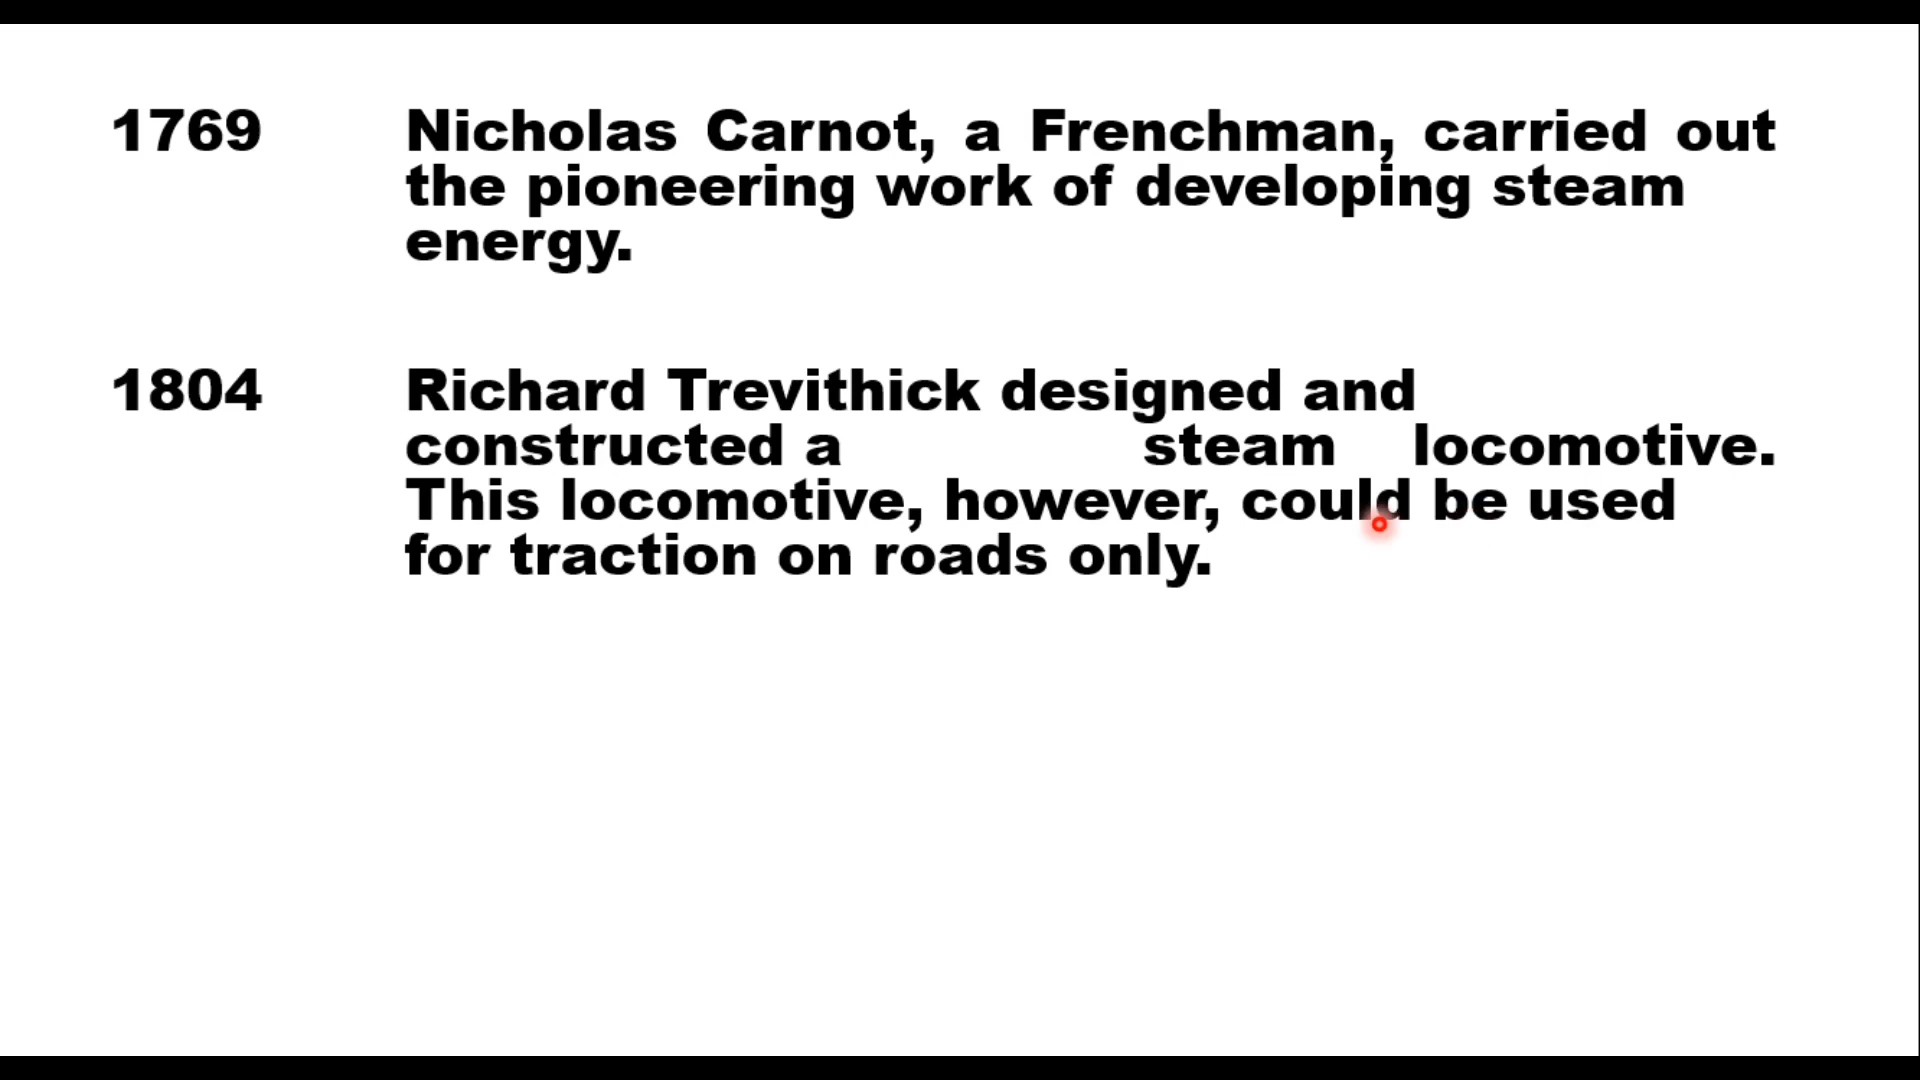 1769 Nicholas Carnot, a Frenchman, carried out
the pioneering work of developing steam
energy.
1804 Richard Trevithick designed and
constructed a steam locomotive.
This locomotive, however, could be used
for traction on roads only.